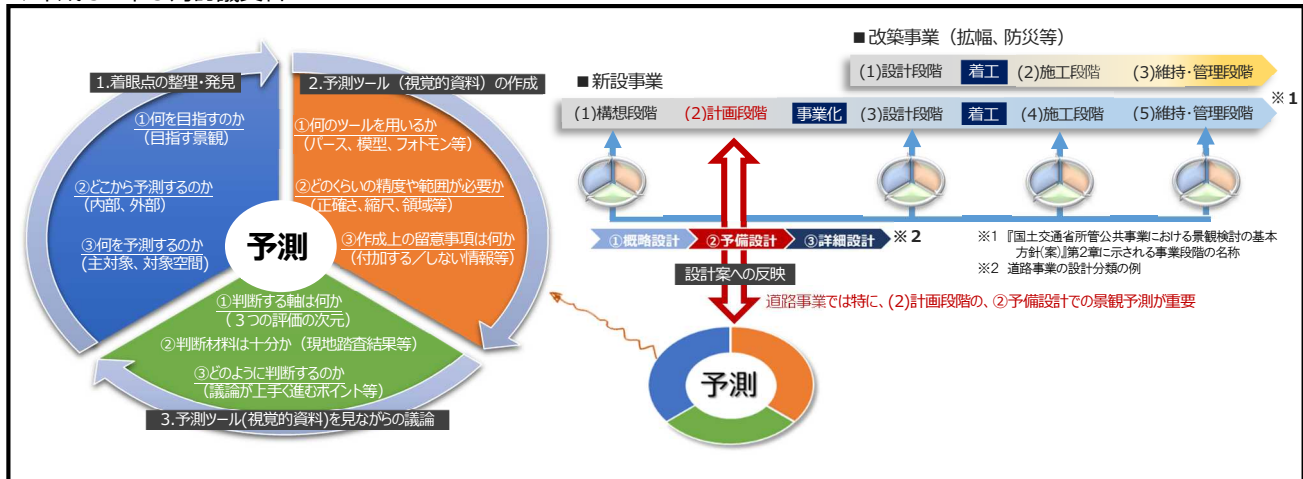 1.着眼点の整理・発見
①何を目指すのか
(目指す景観)
②どこから予測するのか
(内部、外部)
③何を予測するのか
(主対象、対象空間)
2.予測ツール（視覚的資料）の作成
①何のツールを用いるか
(パース、模型、フォトモン等)
②どのくらいの精度や範囲が必要か
(正確さ、縮尺、領域等)
③作成上の留意事項は何か
(付加する／しない情報等)
予測
①判断する軸は何か
(３つの評価の次元)
②判断材料は十分か（現地踏査結果等）
③どのように判断するのか
(議論が上手く進むポイント等)
3.予測ツール(視覚的資料)を見ながらの議論
■改築事業（拡幅、防災等）
(1)設計段階 着工 (2)施工段階 (3)維持・管理段階
■新設事業
※１
(1)構想段階 (2)計画段階 事業化 (3)設計段階 着工 (4)施工段階 (5)維持・管理段階
①概略設計 ②予備設計 ③詳細設計 ※２
※1 『国土交通省所管公共事業における景観検討の基本
方針(案)』第2章に示される事業段階の名称
※2 道路事業の設計分類の例
設計案への反映
道路事業では特に、(2)計画段階の、②予備設計での景観予測が重要
予測